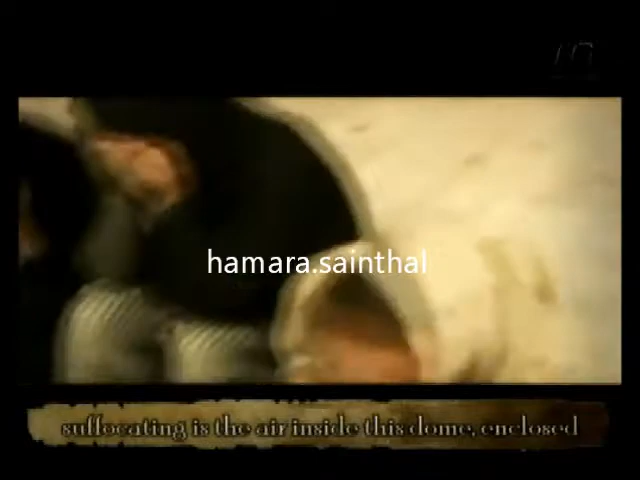 hamara.sainthal
suffocating is the air inside this dome, enclosed